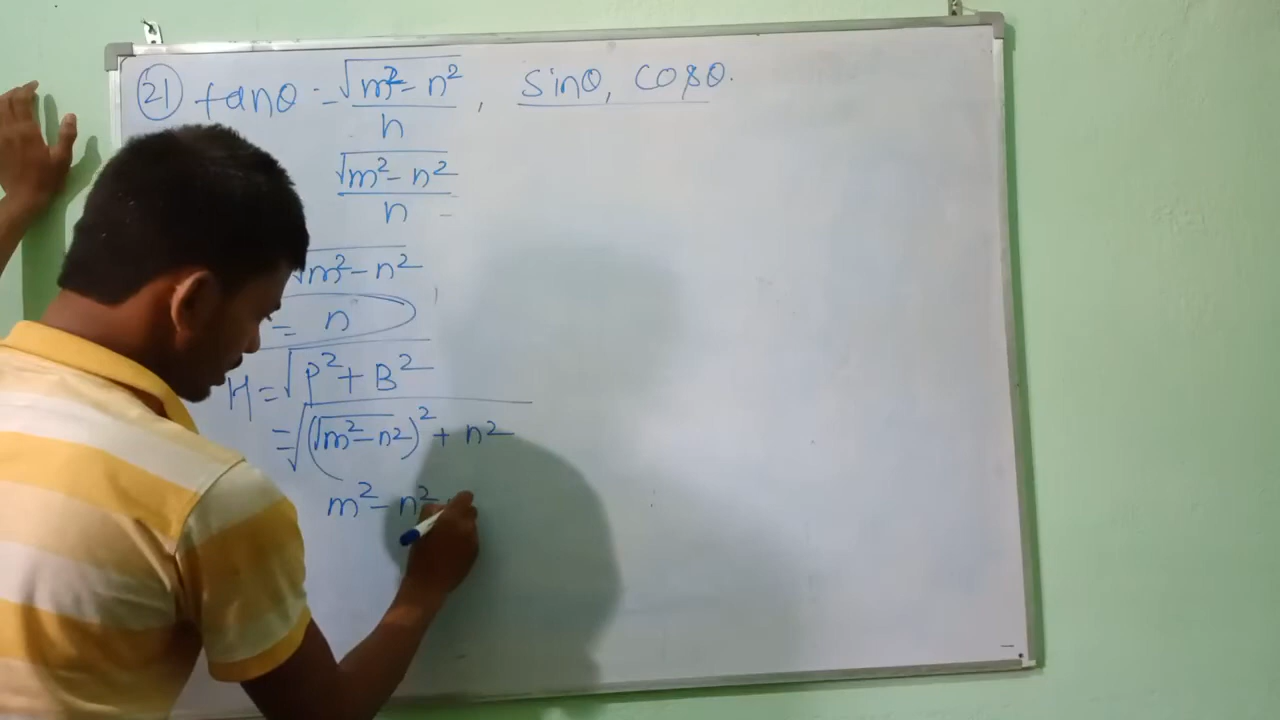 21 tanθ = √m²-n² / n , Sinθ, cosθ.
√m²-n² / n
√m²-n²
= n
H = √P²+B²
= √(√m²-n²)² + n²
m²-n²